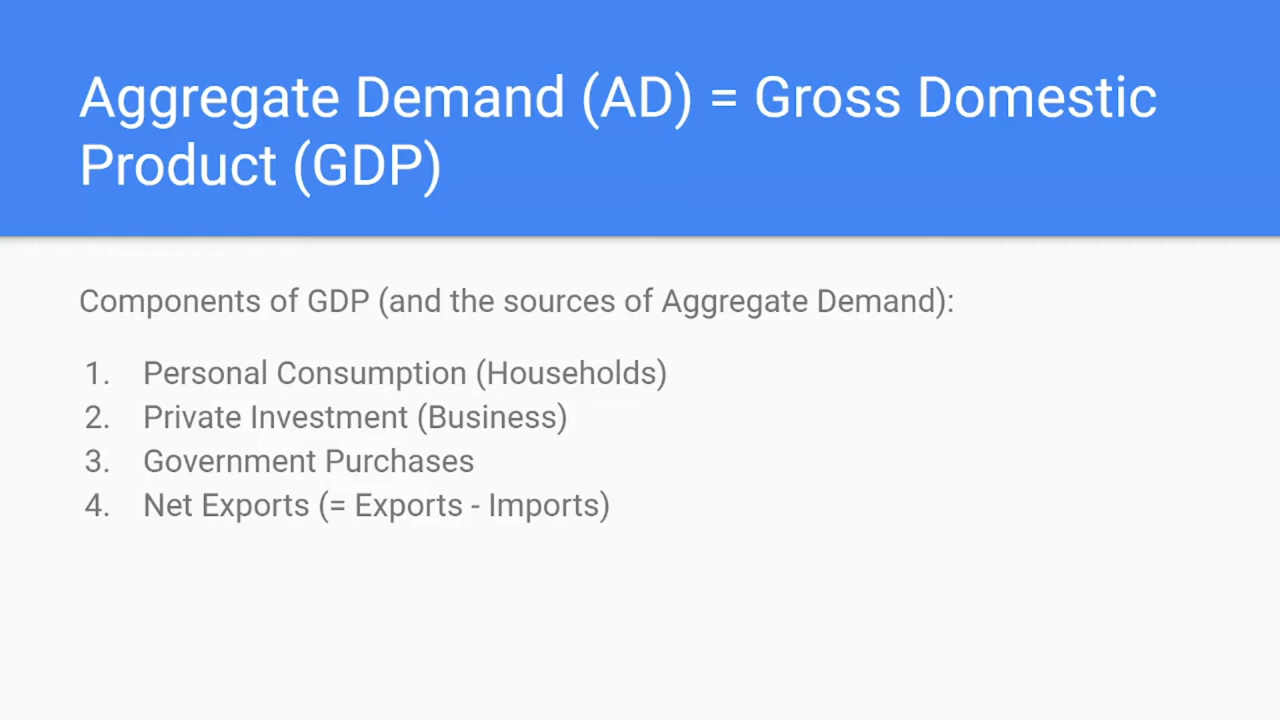 Aggregate Demand (AD) = Gross Domestic
Product (GDP)
Components of GDP (and the sources of Aggregate Demand):
1. Personal Consumption (Households)
2. Private Investment (Business)
3. Government Purchases
4. Net Exports (= Exports - Imports)